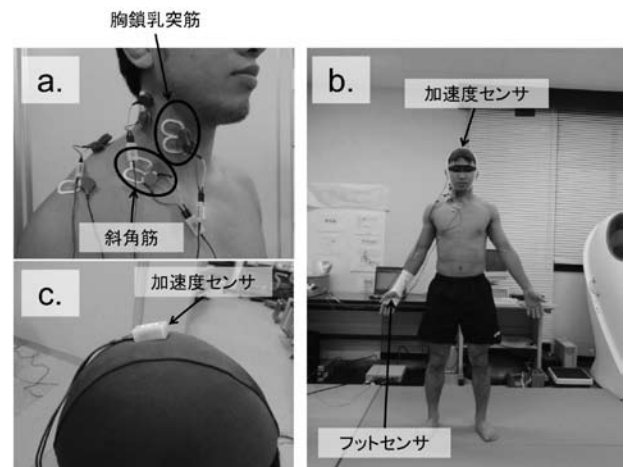 胸鎖乳突筋
a.
斜角筋
c.
加速度センサ
b.
加速度センサ
フットセンサ